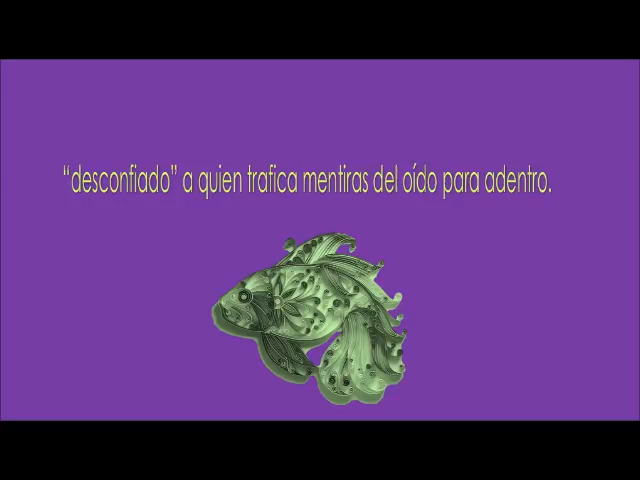 “desconfiado” a quien trafica mentiras del oído para adentro.